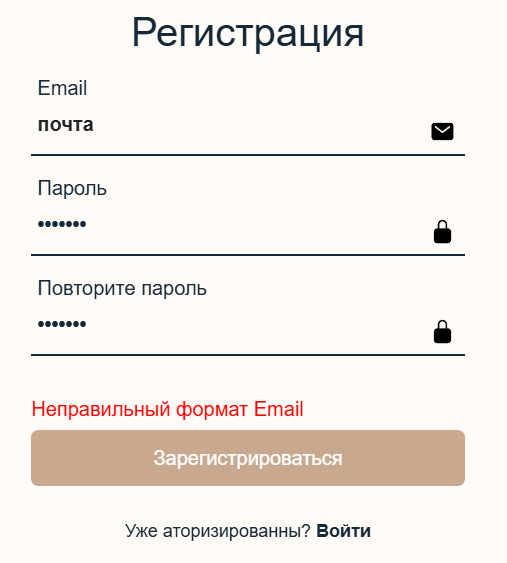 Регистрация
Email
почта
Пароль
•••••••
Повторите пароль
•••••••
Неправильный формат Email
Зарегистрироваться
Уже аторизированны? Войти